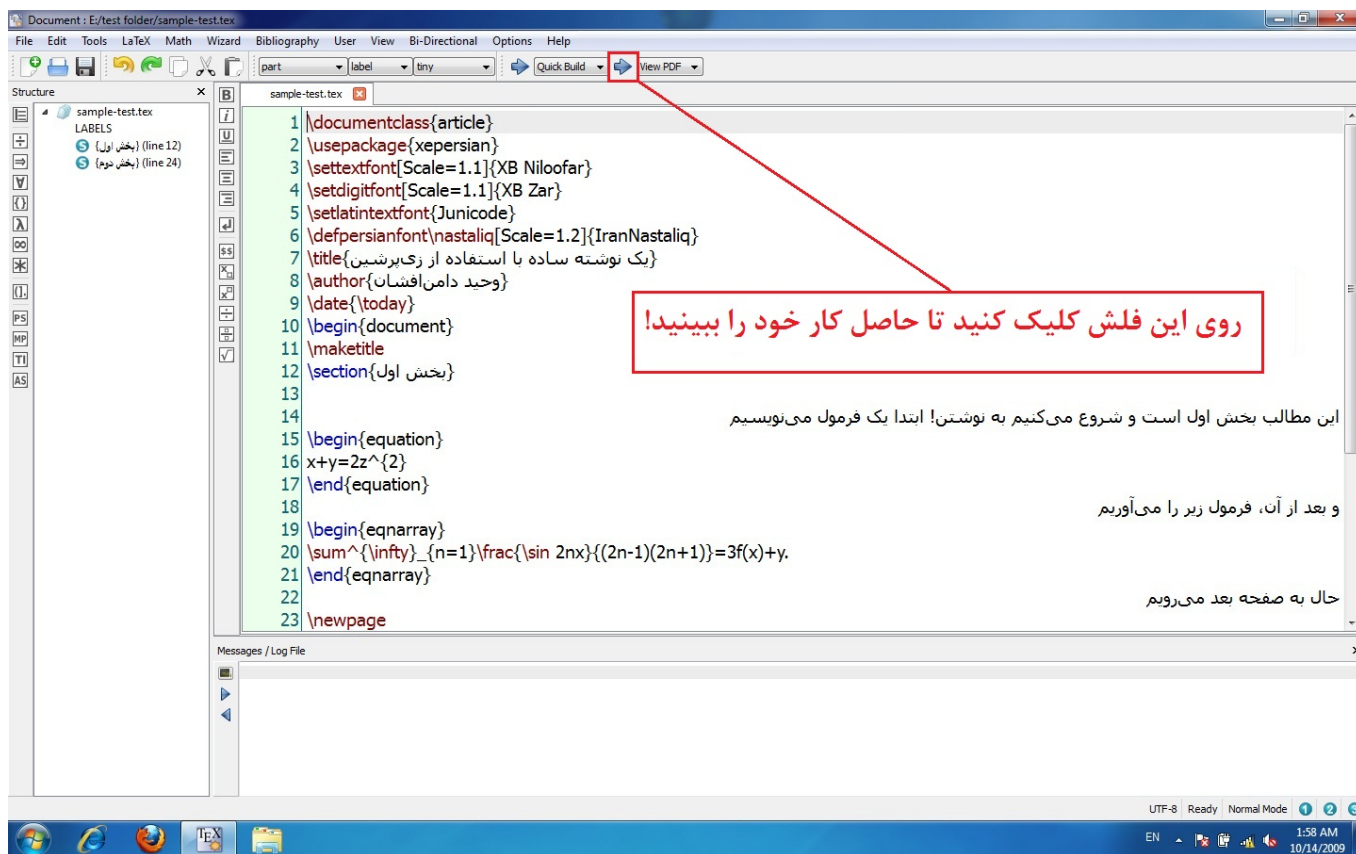 Document : E:/test folder/sample-test.tex
File Edit Tools LaTeX Math Wizard Bibliography User View Bi-Directional Options Help
part label tiny Quick Build View PDF
Structure
sample-test.tex
LABELS
{بخش اول} (line 12)
{بخش دوم} (line 24)
sample-test.tex
1 \documentclass{article}
2 \usepackage{xepersian}
3 \settextfont[Scale=1.1]{XB Niloofar}
4 \setdigitfont[Scale=1.1]{XB Zar}
5 \setlatintextfont{Junicode}
6 \defpersianfont\nastaliq[Scale=1.2]{IranNastaliq}
7 \title{یک نوشته ساده با استفاده از زی‌پرشین}
8 \author{وحید دامن‌افشان}
9 \date{\today}
10 \begin{document}
11 \maketitle
12 \section{بخش اول}
13
14 این مطالب بخش اول است و شروع می‌کنیم به نوشتن! ابتدا یک فرمول می‌نویسیم
15 \begin{equation}
16 x+y=2z^{2}
17 \end{equation}
18 و بعد از آن، فرمول زیر را می‌آوریم
19 \begin{eqnarray}
20 \sum^{\infty}_{n=1}\frac{\sin 2nx}{(2n-1)(2n+1)}=3f(x)+y.
21 \end{eqnarray}
22 حال به صفحه بعد می‌رویم
23 \newpage
روی این فلش کلیک کنید تا حاصل کار خود را ببینید!
Messages / Log File
UTF-8 Ready Normal Mode 1 2
EN 1:58 AM
10/14/2009